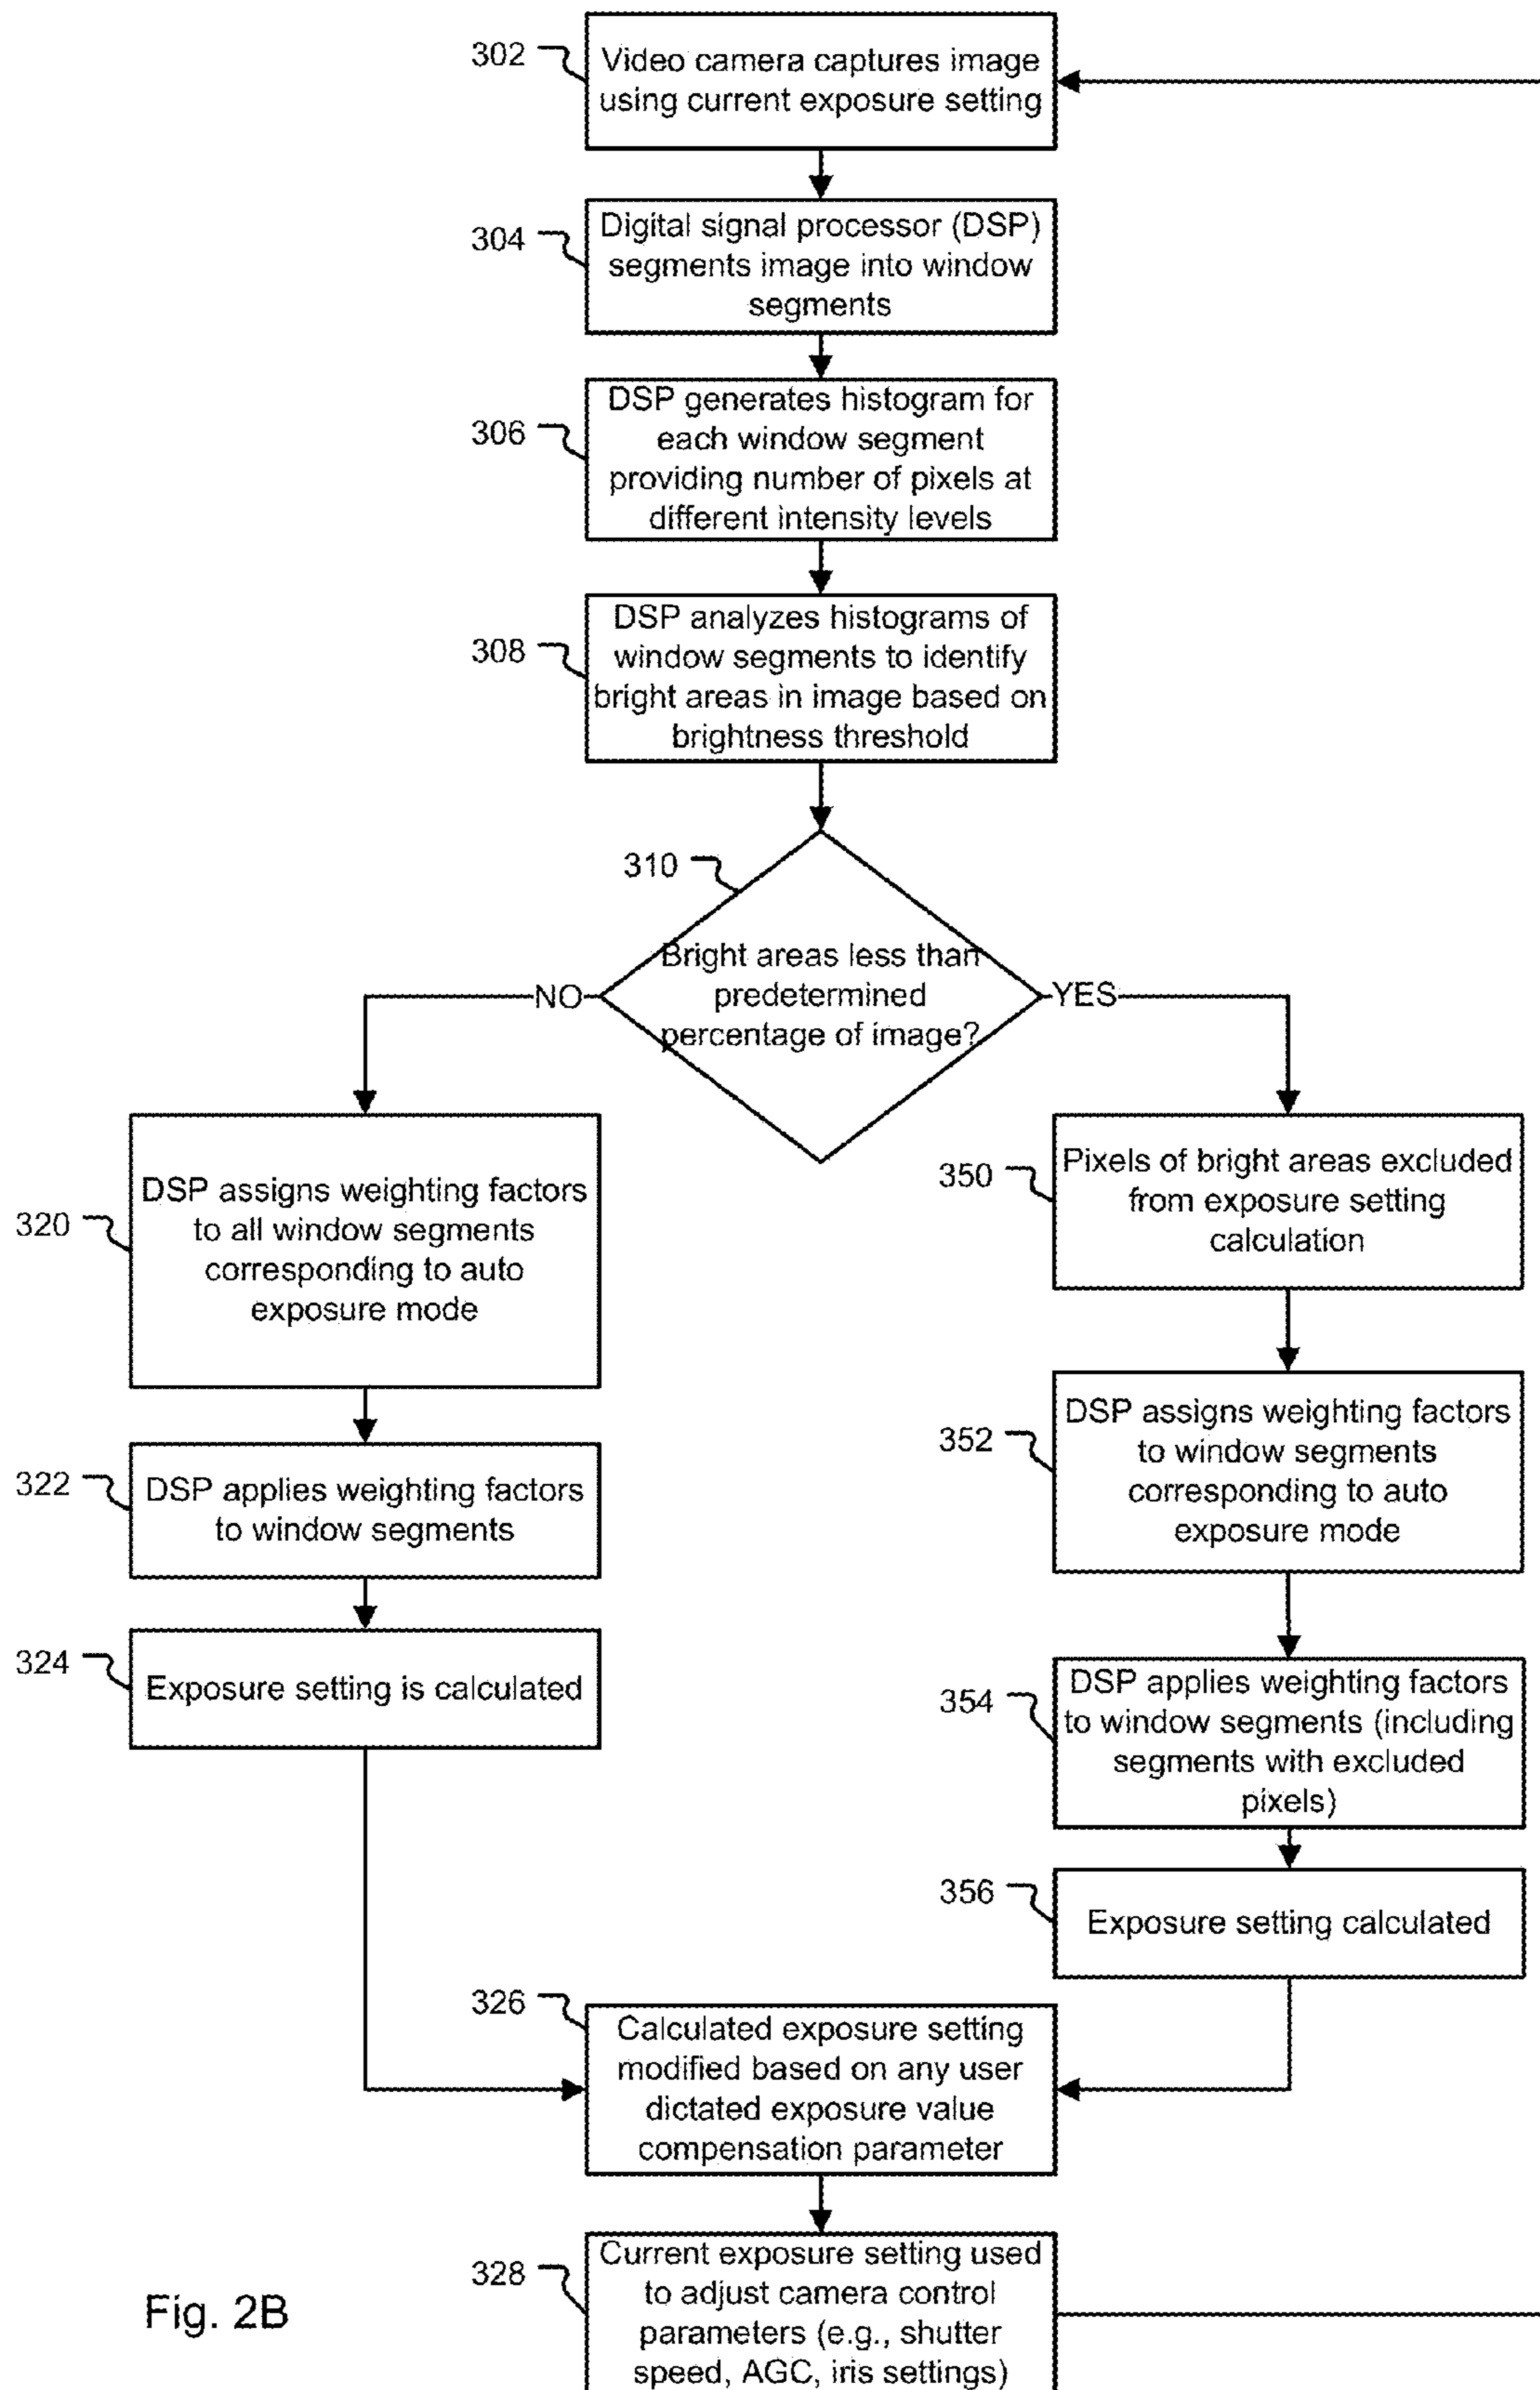 302
Video camera captures image
using current exposure setting
304
Digital signal processor (DSP)
segments image into window
segments
306
DSP generates histogram for
each window segment
providing number of pixels at
different intensity levels
308
DSP analyzes histograms of
window segments to identify
bright areas in image based on
brightness threshold
310
Bright areas less than
predetermined
percentage of image?
NO
YES
320
DSP assigns weighting factors
to all window segments
corresponding to auto
exposure mode
322
DSP applies weighting factors
to window segments
324
Exposure setting is calculated
350
Pixels of bright areas excluded
from exposure setting
calculation
352
DSP assigns weighting factors
to window segments
corresponding to auto
exposure mode
354
DSP applies weighting factors
to window segments (including
segments with excluded
pixels)
356
Exposure setting calculated
326
Calculated exposure setting
modified based on any user
dictated exposure value
compensation parameter
328
Current exposure setting used
to adjust camera control
parameters (e.g., shutter
speed, AGC, iris settings)
Fig. 2B